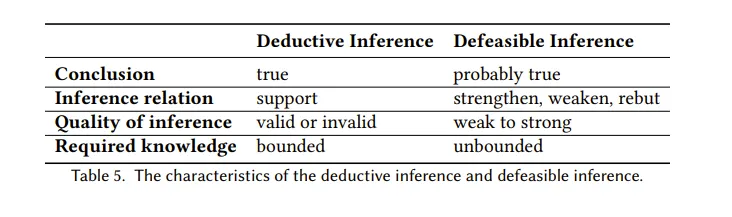 Deductive Inference Defeasible Inference
Conclusion true probably true
Inference relation support strengthen, weaken, rebut
Quality of inference valid or invalid weak to strong
Required knowledge bounded unbounded
Table 5. The characteristics of the deductive inference and defeasible inference.